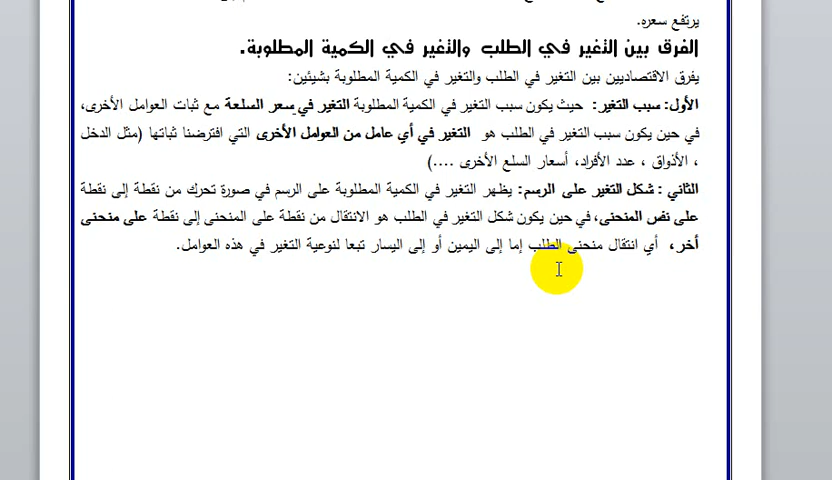 يرتفع سعره.
الفرق بين التغير في الطلب والتغير في الكمية المطلوبة.
يفرق الاقتصاديين بين التغير في الطلب والتغير في الكمية المطلوبة بشيئين:
الأول: سبب التغير: حيث يكون سبب التغير في الكمية المطلوبة التغير في سعر السلعة مع ثبات العوامل الأخرى،
في حين يكون سبب التغير في الطلب هو التغير في أي عامل من العوامل الأخرى التي افترضنا ثباتها (مثل الدخل
، الأذواق ، عدد الأفراد، أسعار السلع الأخرى ....)
الثاني : شكل التغير على الرسم: يظهر التغير في الكمية المطلوبة على الرسم في صورة تحرك من نقطة إلى نقطة
على نفس المنحنى، في حين يكون شكل التغير في الطلب هو الانتقال من نقطة على المنحنى إلى نقطة على منحنى
أخر، أي انتقال منحنى الطلب إما إلى اليمين أو إلى اليسار تبعا لنوعية التغير في هذه العوامل.